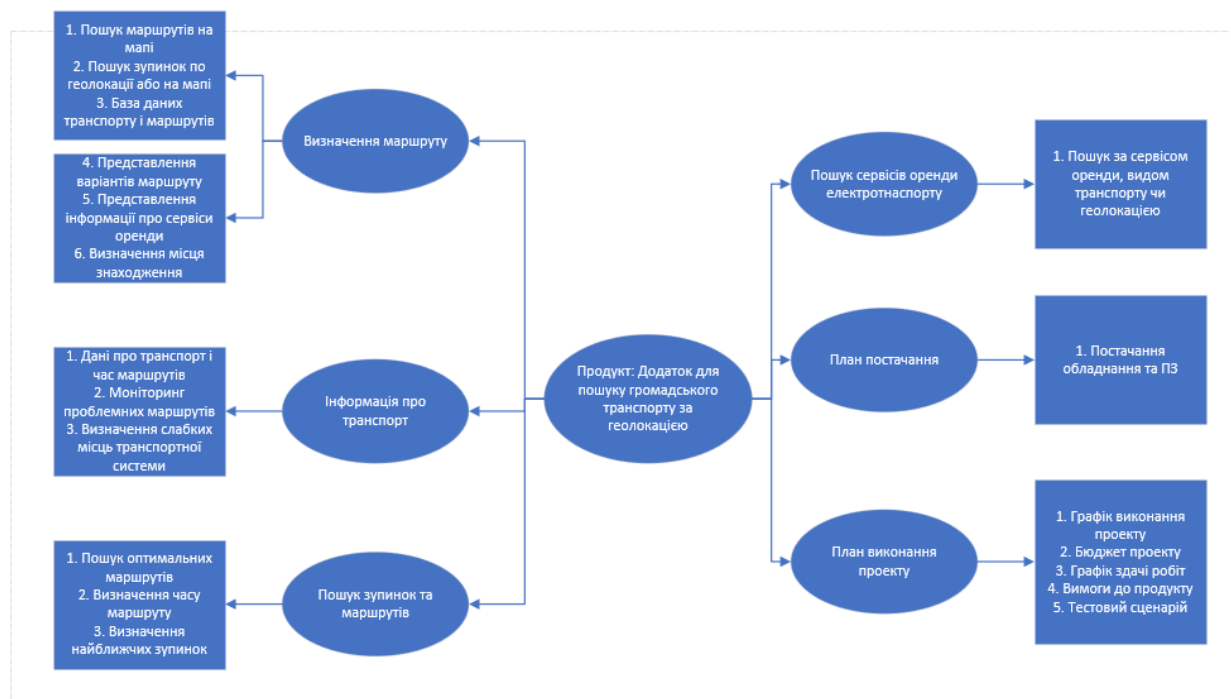 1. Пошук маршрутів на
мапі
2. Пошук зупинок по
геолокації або на мапі
3. База даних
транспорту і маршрутів
4. Представлення
варіантів маршруту
5. Представлення
інформації про сервіси
оренди
6. Визначення місця
знаходження
Визначення маршруту
1. Дані про транспорт і
час маршрутів
2. Моніторинг
проблемних маршрутів
3. Визначення слабких
місць транспортної
системи
Інформація про
транспорт
1. Пошук оптимальних
маршрутів
2. Визначення часу
маршруту
3. Визначення
найближчих зупинок
Пошук зупинок та
маршрутів
Продукт: Додаток для
пошуку громадського
транспорту за
геолокацією
Пошук сервісів оренди
електротнаспорту
1. Пошук за сервісом
оренди, видом
транспорту чи
геолокацією
План постачання
1. Постачання
обладнання та ПЗ
План виконання
проекту
1. Графік виконання
проекту
2. Бюджет проекту
3. Графік здачі робіт
4. Вимоги до продукту
5. Тестовий сценарій